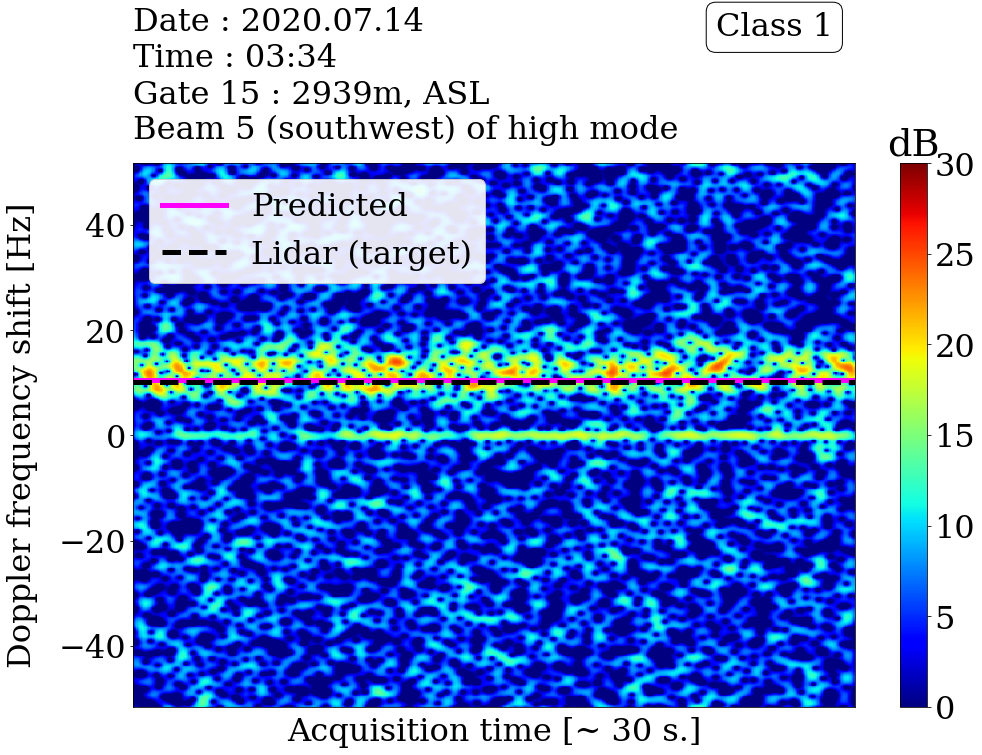 Date : 2020.07.14
Time : 03:34
Gate 15 : 2939m, ASL
Beam 5 (southwest) of high mode
Class 1
dB
Predicted
Lidar (target)
Doppler frequency shift [Hz]
40
20
0
−20
−40
Acquisition time [~ 30 s.]
30
25
20
15
10
5
0